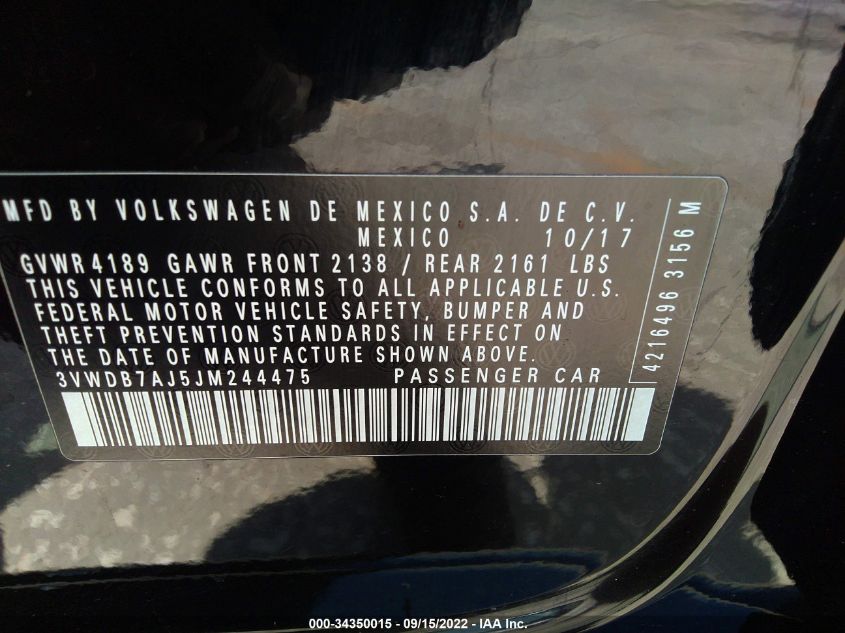 MFD BY VOLKSWAGEN DE MEXICO S.A. DE C.V.
MEXICO 10/17
GVWR 4189 GAWR FRONT 2138 / REAR 2161 LBS
THIS VEHICLE CONFORMS TO ALL APPLICABLE U.S.
FEDERAL MOTOR VEHICLE SAFETY, BUMPER AND
THEFT PREVENTION STANDARDS IN EFFECT ON
THE DATE OF MANUFACTURE SHOWN ABOVE.
3VWDB7AJ5JM244475 PASSENGER CAR
4216496 3156 M
000-34350015 - 09/15/2022 - IAA Inc.